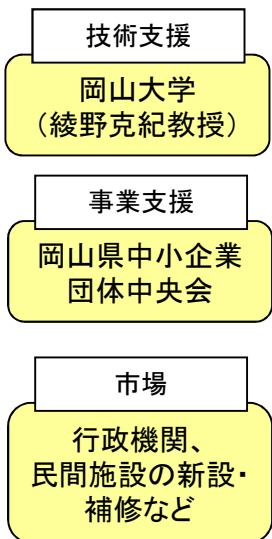 技術支援
岡山大学
（綾野克紀教授）
事業支援
岡山県中小企業
団体中央会
市場
行政機関、
民間施設の新設・
補修など